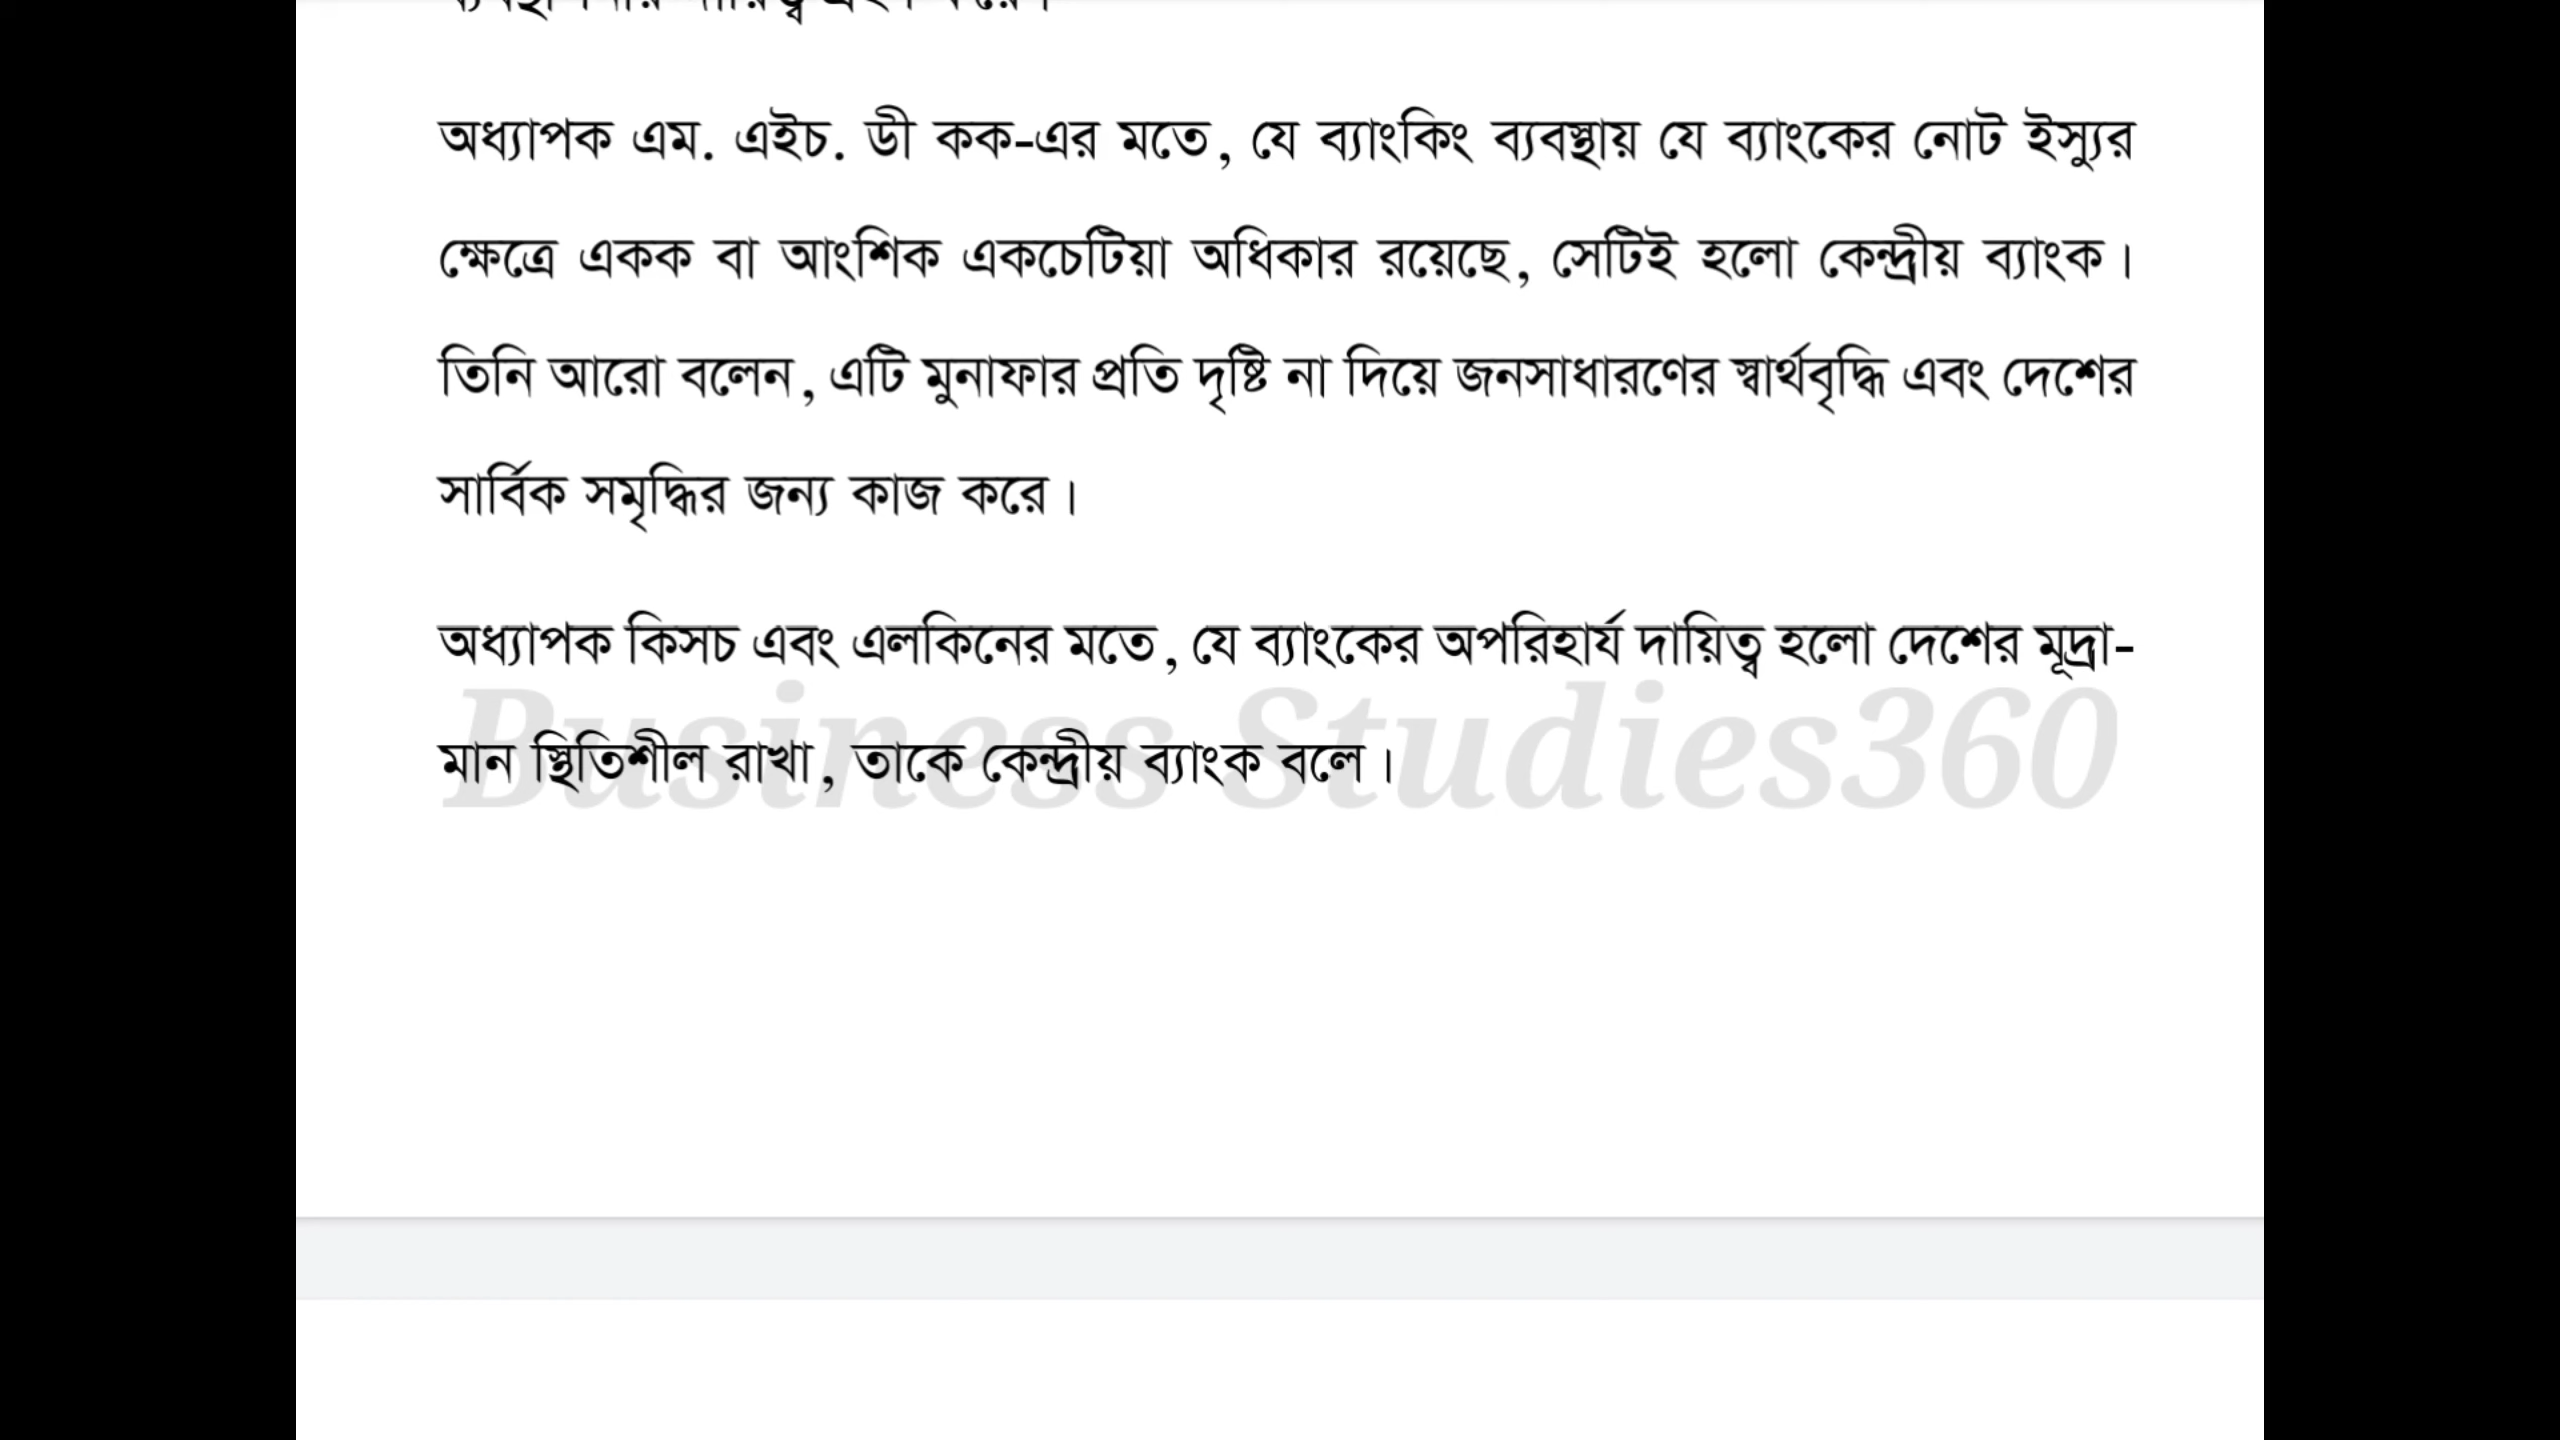 অধ্যাপক এম. এইচ. ডী কক-এর মতে, যে ব্যাংকিং ব্যবস্থায় যে ব্যাংকের নোট ইস্যুর
ক্ষেত্রে একক বা আংশিক একচেটিয়া অধিকার রয়েছে, সেটিই হলো কেন্দ্রীয় ব্যাংক।
তিনি আরো বলেন, এটি মুনাফার প্রতি দৃষ্টি না দিয়ে জনসাধারণের স্বার্থবৃদ্ধি এবং দেশের
সার্বিক সমৃদ্ধির জন্য কাজ করে।
অধ্যাপক কিসচ এবং এলকিনের মতে, যে ব্যাংকের অপরিহার্য দায়িত্ব হলো দেশের মূদ্রা-
মান স্থিতিশীল রাখা, তাকে কেন্দ্রীয় ব্যাংক বলে।
Business Studies360